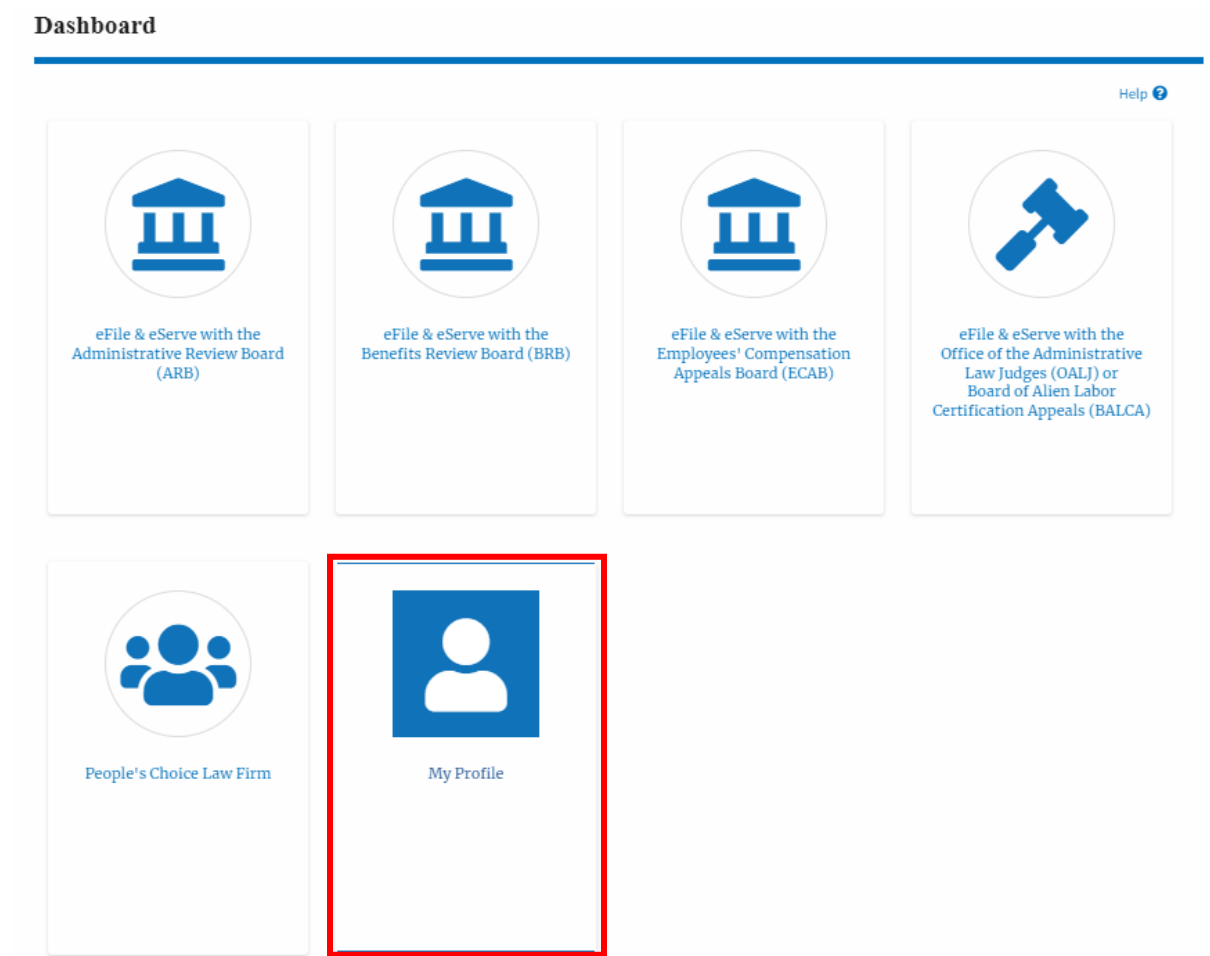 Dashboard
Help
eFile & eServe with the
Administrative Review Board
(ARB)
eFile & eServe with the
Benefits Review Board (BRB)
eFile & eServe with the
Employees' Compensation
Appeals Board (ECAB)
eFile & eServe with the
Office of the Administrative
Law Judges (OALJ) or
Board of Alien Labor
Certification Appeals (BALCA)
People's Choice Law Firm
My Profile